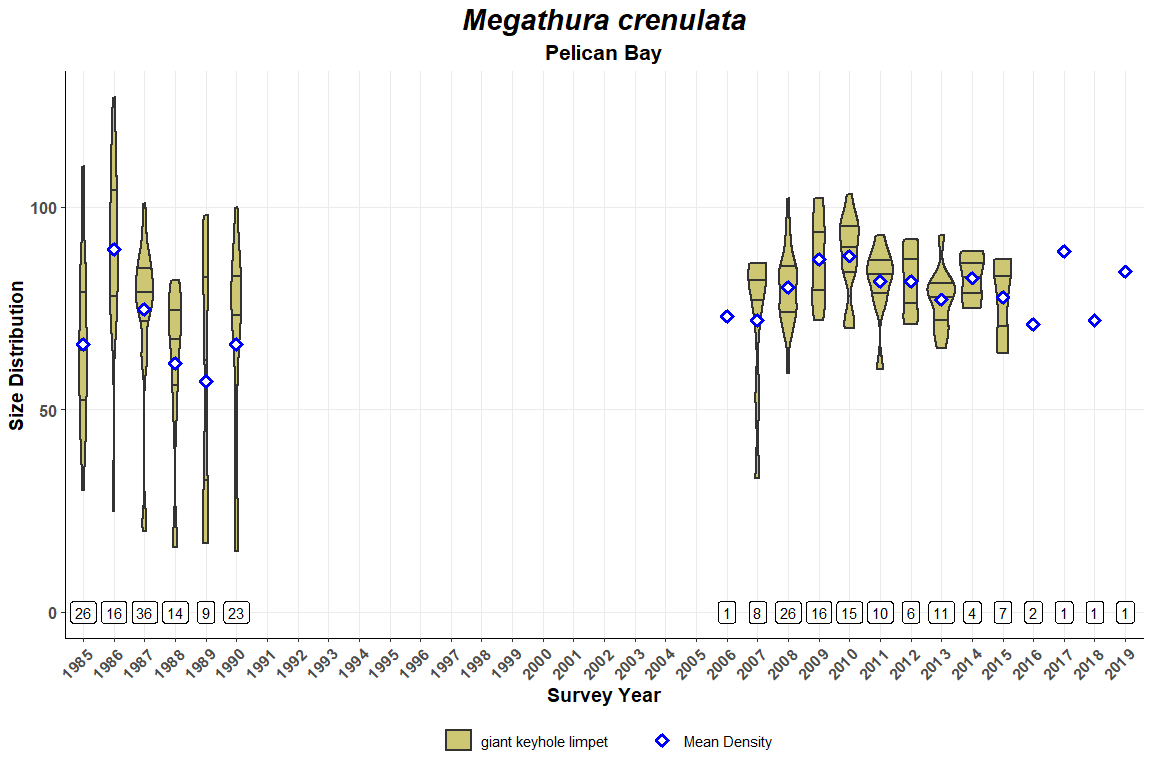 Megathura crenulata
Pelican Bay
Size Distribution
100
50
0
26 16 36 14 9 23 1 8 26 16 15 10 6 11 4 7 2 1 1 1
1985 1986 1987 1988 1989 1990 1991 1992 1993 1994 1995 1996 1997 1998 1999 2000 2001 2002 2003 2004 2005 2006 2007 2008 2009 2010 2011 2012 2013 2014 2015 2016 2017 2018 2019
Survey Year
giant keyhole limpet Mean Density